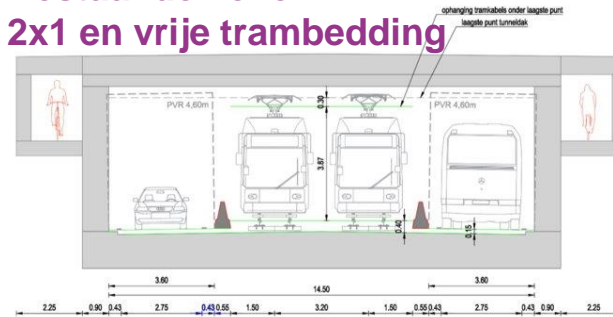 2x1 en vrije trambedding
ophanging tramkabels onder laagste punt
laagste punt tunneldak
PVR 4,60m
PVR 4,60m
0.30
3.87
0.40
0.15
3.60
3.60
14.50
2.25 0.90 0.43 2.75 0.43 0.55 1.50 3.20 1.50 0.55 0.43 2.75 0.43 0.90 2.25